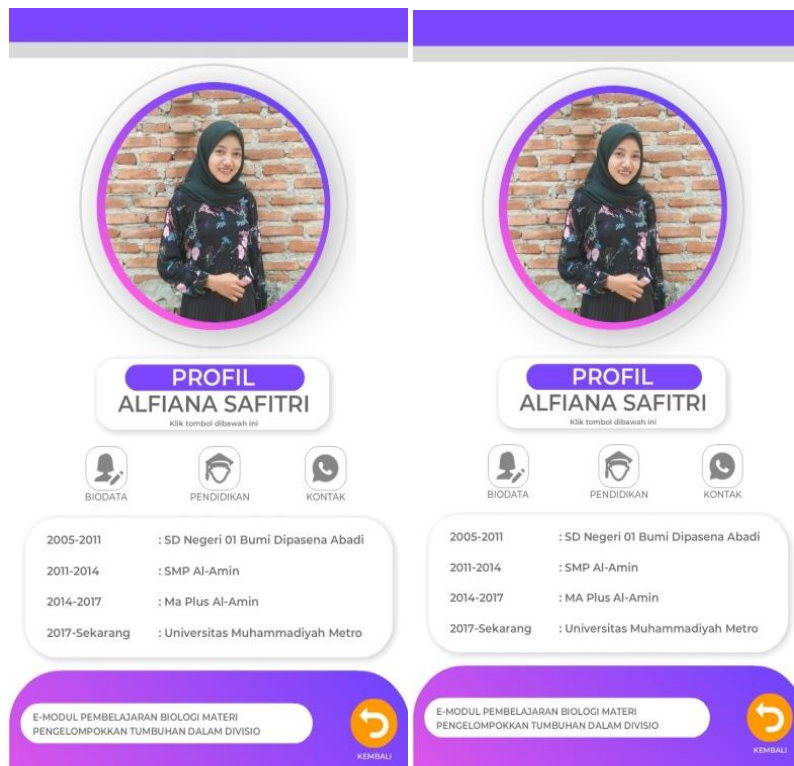 PROFIL
ALFIANA SAFITRI
Klik tombol dibawah ini
BIODATA PENDIDIKAN KONTAK
2005-2011 : SD Negeri 01 Bumi Dipasena Abadi
2011-2014 : SMP Al-Amin
2014-2017 : Ma Plus Al-Amin
2017-Sekarang : Universitas Muhammadiyah Metro
E-MODUL PEMBELAJARAN BIOLOGI MATERI
PENGELOMPOKKAN TUMBUHAN DALAM DIVISIO
KEMBALI
PROFIL
ALFIANA SAFITRI
Klik tombol dibawah ini
BIODATA PENDIDIKAN KONTAK
2005-2011 : SD Negeri 01 Bumi Dipasena Abadi
2011-2014 : SMP Al-Amin
2014-2017 : MA Plus Al-Amin
2017-Sekarang : Universitas Muhammadiyah Metro
E-MODUL PEMBELAJARAN BIOLOGI MATERI
PENGELOMPOKKAN TUMBUHAN DALAM DIVISIO
KEMBALI